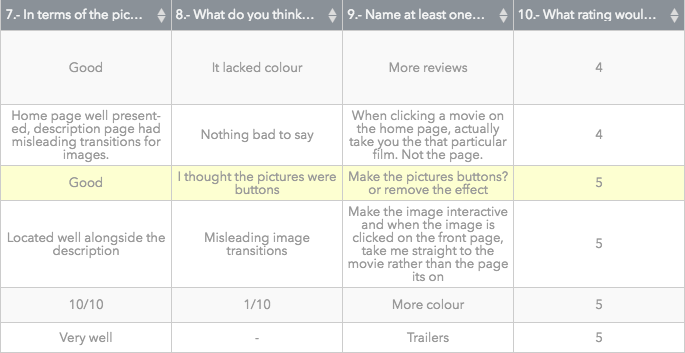 7.- In terms of the pic... 8.- What do you think... 9.- Name at least one... 10.- What rating woul...
Good It lacked colour More reviews 4
Home page well present-
ed, description page had
misleading transitions for
images.
Nothing bad to say
When clicking a movie on
the home page, actually
take you the that particular
film. Not the page.
4
Good
I thought the pictures were
buttons
Make the pictures buttons?
or remove the effect
5
Located well alongside the
description
Misleading image
transitions
Make the image interactive
and when the image is
clicked on the front page,
take me straight to the
movie rather than the page
its on
5
10/10 1/10 More colour 5
Very well - Trailers 5